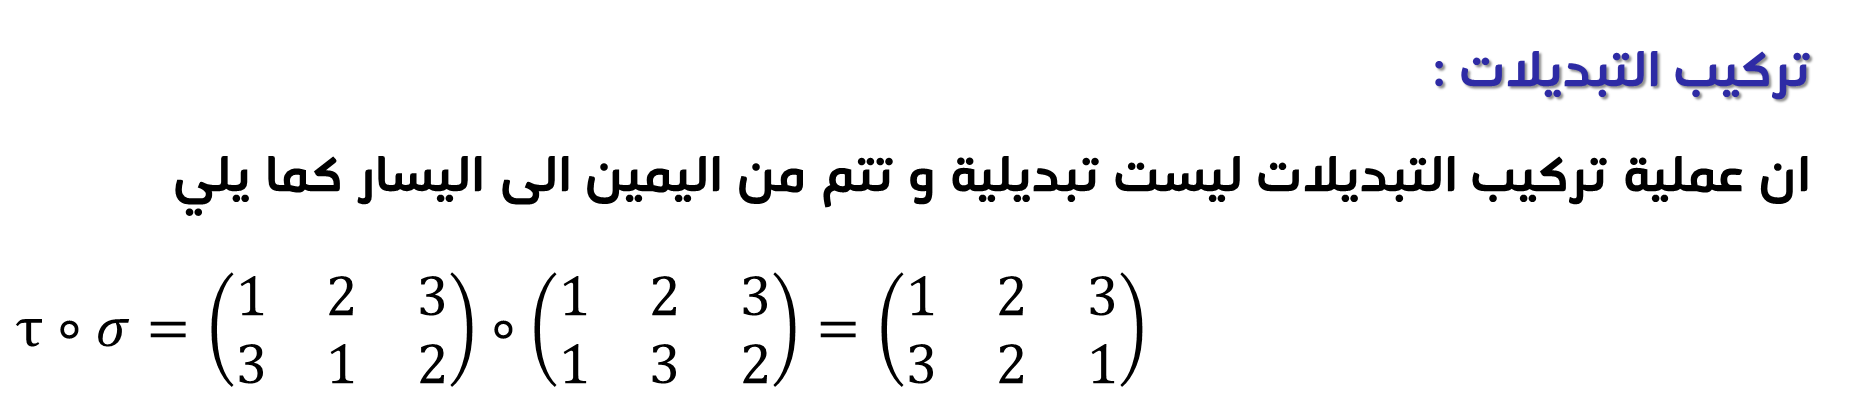 تركيب التبديلات :
ان عملية تركيب التبديلات ليست تبديلية و تتم من اليمين الى اليسار كما يلي
τ ∘ σ = (1 2 3 / 3 1 2) ∘ (1 2 3 / 1 3 2) = (1 2 3 / 3 2 1)